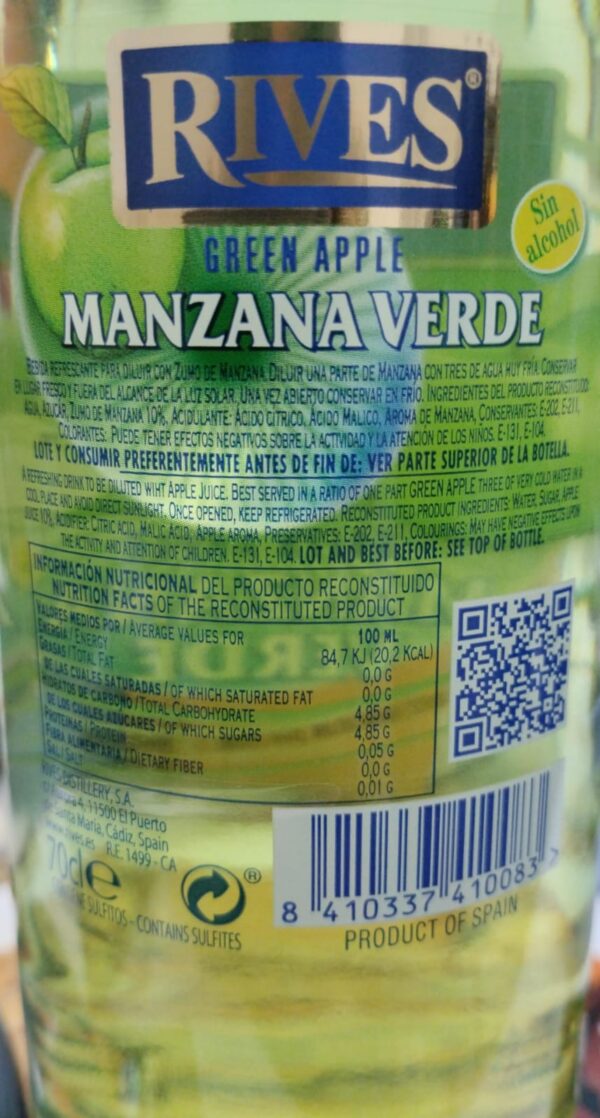 RIVES®
Sin
alcohol
GREEN APPLE
MANZANA VERDE
BEBIDA REFRESCANTE PARA DILUIR CON ZUMO DE MANZANA. DILUIR UNA PARTE DE MANZANA CON TRES DE AGUA MUY FRÍA. CONSERVAR
EN LUGAR FRESCO Y FUERA DEL ALCANCE DE LA LUZ SOLAR. UNA VEZ ABIERTO CONSERVAR EN FRIO. INGREDIENTES DEL PRODUCTO RECONSTITUIDO:
AGUA, AZÚCAR, ZUMO DE MANZANA 10%, ACIDULANTE: ÁCIDO CITRICO, ÁCIDO MALICO, AROMA DE MANZANA, CONSERVANTES: E-202, E-211,
COLORANTES: PUEDE TENER EFECTOS NEGATIVOS SOBRE LA ACTIVIDAD Y LA ATENCIÓN DE LOS NIÑOS. E-131, E-104.
LOTE Y CONSUMIR PREFERENTEMENTE ANTES DE FIN DE: VER PARTE SUPERIOR DE LA BOTELLA.
A REFRESHING DRINK TO BE DILUTED WIHT APPLE JUICE. BEST SERVED IN A RATIO OF ONE PART GREEN APPLE THREE OF VERY COLD WATER IN A
COOL PLACE AND AVOID DIRECT SUNLIGHT. ONCE OPENED, KEEP REFRIGERATED. RECONSTITUTED PRODUCT INGREDIENTS: WATER, SUGAR, APPLE
JUICE 10%, ACIDIFIER: CITRIC ACID, MALIC ACID, APPLE AROMA, PRESERVATIVES: E-202, E-211, COLOURINGS: MAY HAVE NEGATIVE EFFECTS UPON
THE ACTIVITY AND ATTENTION OF CHILDREN. E-131, E-104. LOT AND BEST BEFORE: SEE TOP OF BOTTLE.
INFORMACIÓN NUTRICIONAL DEL PRODUCTO RECONSTITUIDO
NUTRITION FACTS OF THE RECONSTITUTED PRODUCT
VALORES MEDIOS POR / AVERAGE VALUES FOR 100 ML
ENERGÍA / ENERGY 84,7 KJ (20,2 KCAL)
GRASAS / TOTAL FAT 0,0 G
DE LAS CUALES SATURADAS / OF WHICH SATURATED FAT 0,0 G
HIDRATOS DE CARBONO / TOTAL CARBOHYDRATE 4,85 G
DE LOS CUALES AZÚCARES / OF WHICH SUGARS 4,85 G
PROTEINAS / PROTEIN 0,05 G
FIBRA ALIMENTARIA / DIETARY FIBER 0,0 G
SAL / SALT 0,01 G
RIVES DISTILLERY, S.A.
4, 11500 El Puerto
de Santa María, Cádiz, Spain
www.rives.es R.E. 1499 - CA
70cl e
®
CONTIENE SULFITOS - CONTAINS SULFITES
8 410337 410083
PRODUCT OF SPAIN